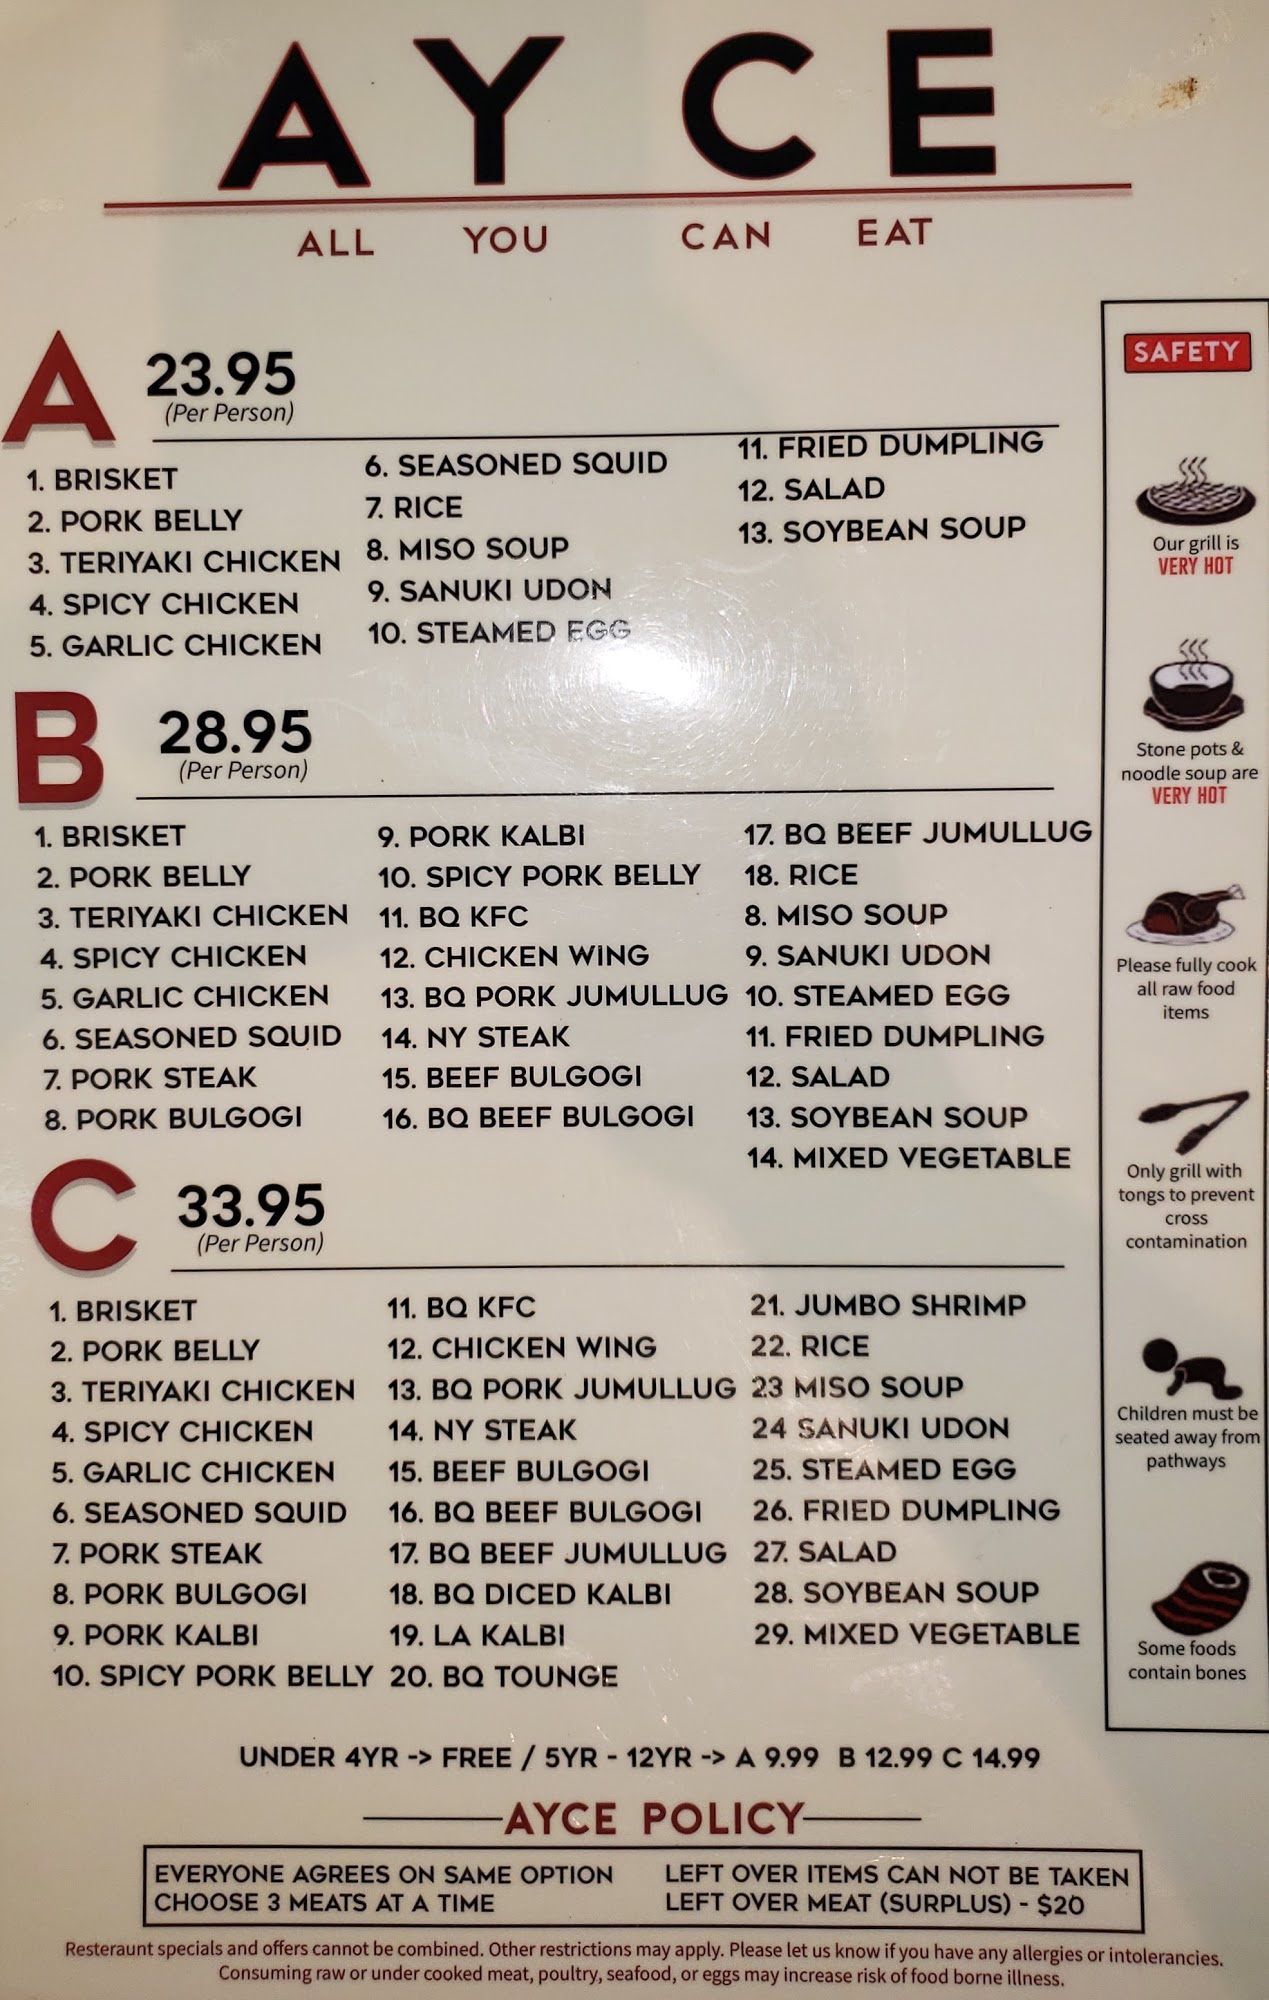 AYCE
ALL YOU CAN EAT
A 23.95
(Per Person)
1. BRISKET
2. PORK BELLY
3. TERIYAKI CHICKEN
4. SPICY CHICKEN
5. GARLIC CHICKEN
6. SEASONED SQUID
7. RICE
8. MISO SOUP
9. SANUKI UDON
10. STEAMED EGG
11. FRIED DUMPLING
12. SALAD
13. SOYBEAN SOUP
B 28.95
(Per Person)
1. BRISKET
2. PORK BELLY
3. TERIYAKI CHICKEN
4. SPICY CHICKEN
5. GARLIC CHICKEN
6. SEASONED SQUID
7. PORK STEAK
8. PORK BULGOGI
9. PORK KALBI
10. SPICY PORK BELLY
11. BQ KFC
12. CHICKEN WING
13. BQ PORK JUMULLUG
14. NY STEAK
15. BEEF BULGOGI
16. BQ BEEF BULGOGI
17. BQ BEEF JUMULLUG
18. RICE
8. MISO SOUP
9. SANUKI UDON
10. STEAMED EGG
11. FRIED DUMPLING
12. SALAD
13. SOYBEAN SOUP
14. MIXED VEGETABLE
C 33.95
(Per Person)
1. BRISKET
2. PORK BELLY
3. TERIYAKI CHICKEN
4. SPICY CHICKEN
5. GARLIC CHICKEN
6. SEASONED SQUID
7. PORK STEAK
8. PORK BULGOGI
9. PORK KALBI
10. SPICY PORK BELLY
11. BQ KFC
12. CHICKEN WING
13. BQ PORK JUMULLUG
14. NY STEAK
15. BEEF BULGOGI
16. BQ BEEF BULGOGI
17. BQ BEEF JUMULLUG
18. BQ DICED KALBI
19. LA KALBI
20. BQ TOUNGE
21. JUMBO SHRIMP
22. RICE
23 MISO SOUP
24 SANUKI UDON
25. STEAMED EGG
26. FRIED DUMPLING
27. SALAD
28. SOYBEAN SOUP
29. MIXED VEGETABLE
SAFETY
Our grill is
VERY HOT
Stone pots &
noodle soup are
VERY HOT
Please fully cook
all raw food
items
Only grill with
tongs to prevent
cross
contamination
Children must be
seated away from
pathways
Some foods
contain bones
UNDER 4YR -> FREE / 5YR - 12YR -> A 9.99 B 12.99 C 14.99
AYCE POLICY
EVERYONE AGREES ON SAME OPTION
CHOOSE 3 MEATS AT A TIME
LEFT OVER ITEMS CAN NOT BE TAKEN
LEFT OVER MEAT (SURPLUS) - $20
Resteraunt specials and offers cannot be combined. Other restrictions may apply. Please let us know if you have any allergies or intolerancies.
Consuming raw or under cooked meat, poultry, seafood, or eggs may increase risk of food borne illness.